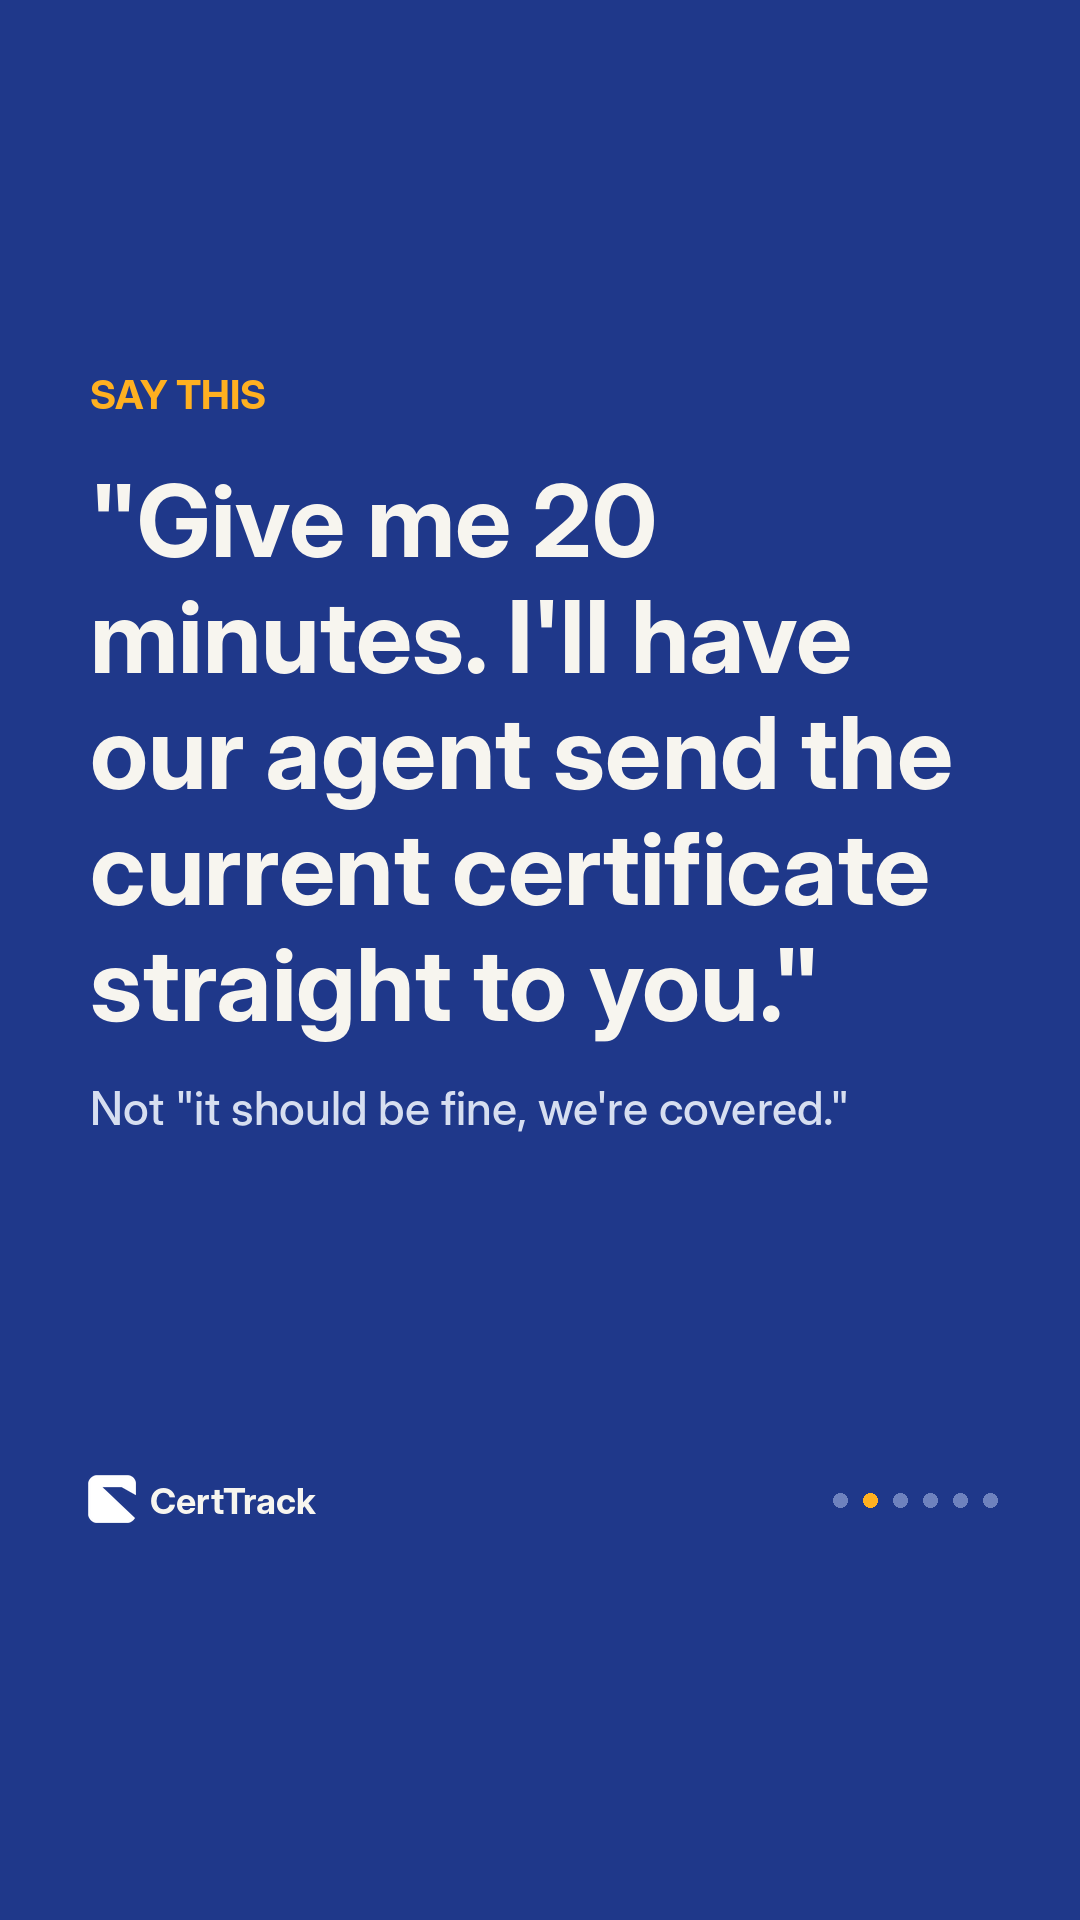 SAY THIS
"Give me 20
minutes. I'll have
our agent send the
current certificate
straight to you."
Not "it should be fine, we're covered."
CertTrack